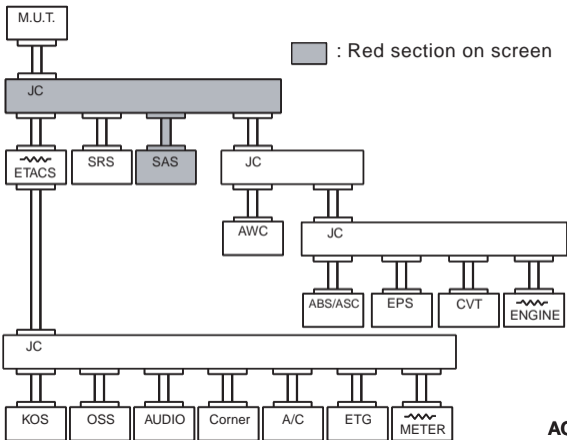 M.U.T.
: Red section on screen
JC
ETACS
SRS
SAS
JC
AWC
JC
ABS/ASC
EPS
CVT
ENGINE
JC
KOS
OSS
AUDIO
Corner
A/C
ETG
METER
AC